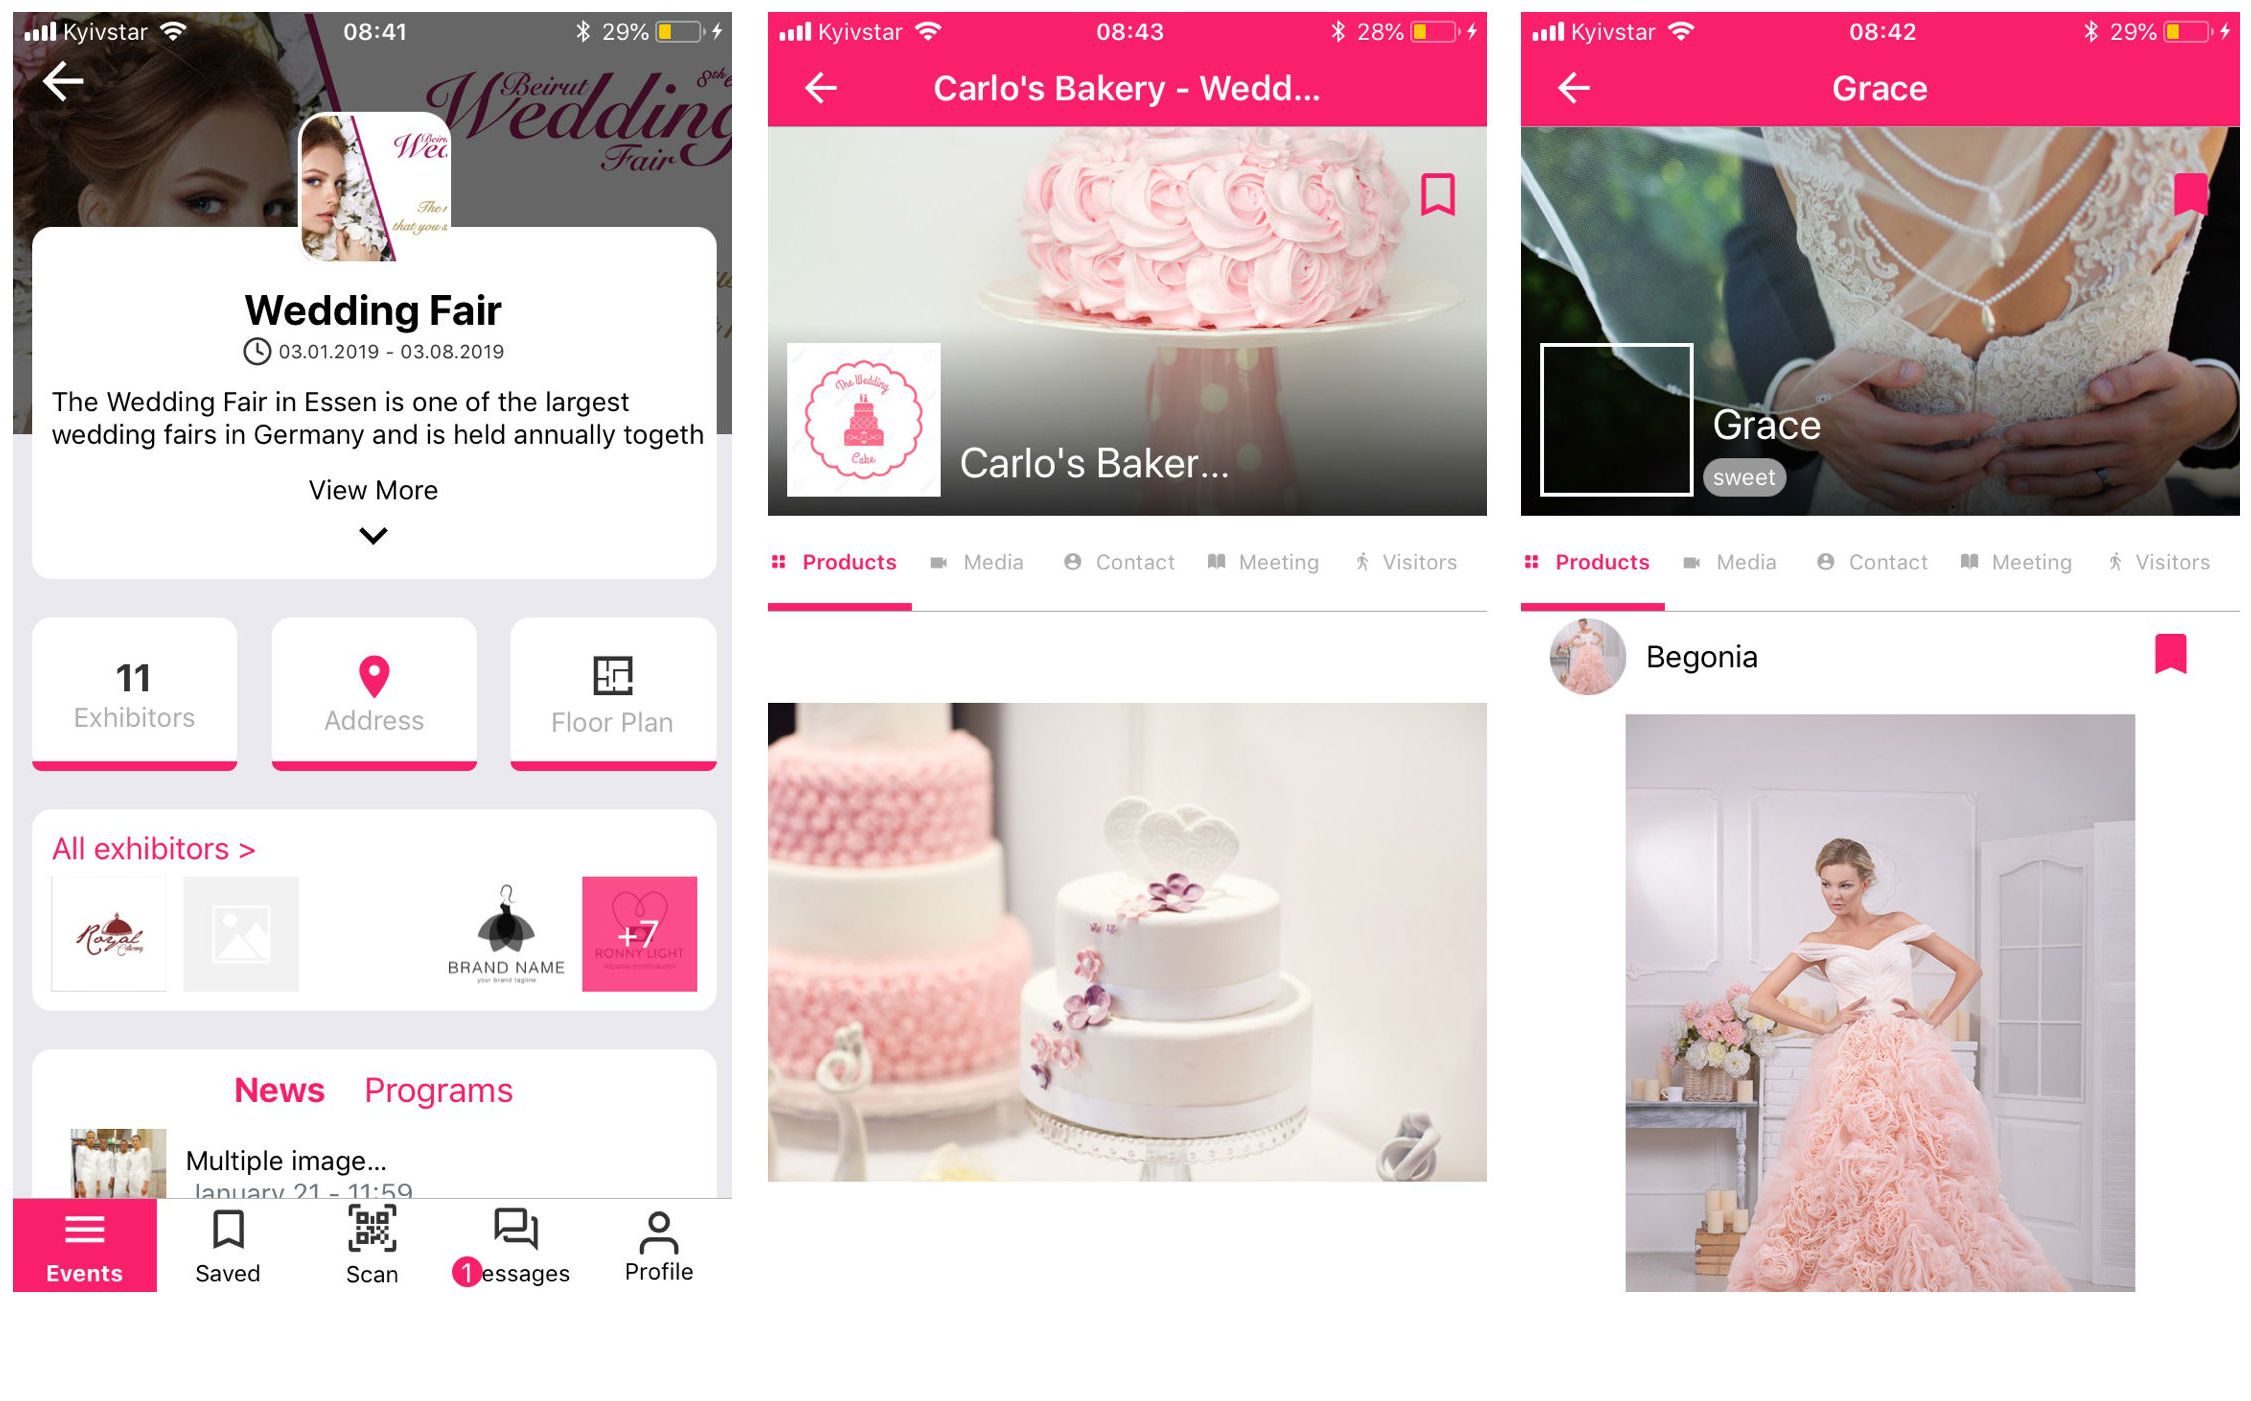 Kyivstar 08:41 29%
Beirut 8th
Wedding
Fair
Wedding Fair
03.01.2019 - 03.08.2019
The Wedding Fair in Essen is one of the largest
wedding fairs in Germany and is held annually togeth
View More
11
Exhibitors
Address
Floor Plan
All exhibitors >
Royal
BRAND NAME
your brand tagline
+7
RONNY LIGHT
News Programs
Multiple image...
January 21 - 11:59
Events
Saved
Scan
1 essages
Profile
Kyivstar 08:43 28%
Carlo's Bakery - Wedd...
The Wedding
Cake
Carlo's Baker...
Products Media Contact Meeting Visitors
Kyivstar 08:42 29%
Grace
Grace
sweet
Products Media Contact Meeting Visitors
Begonia